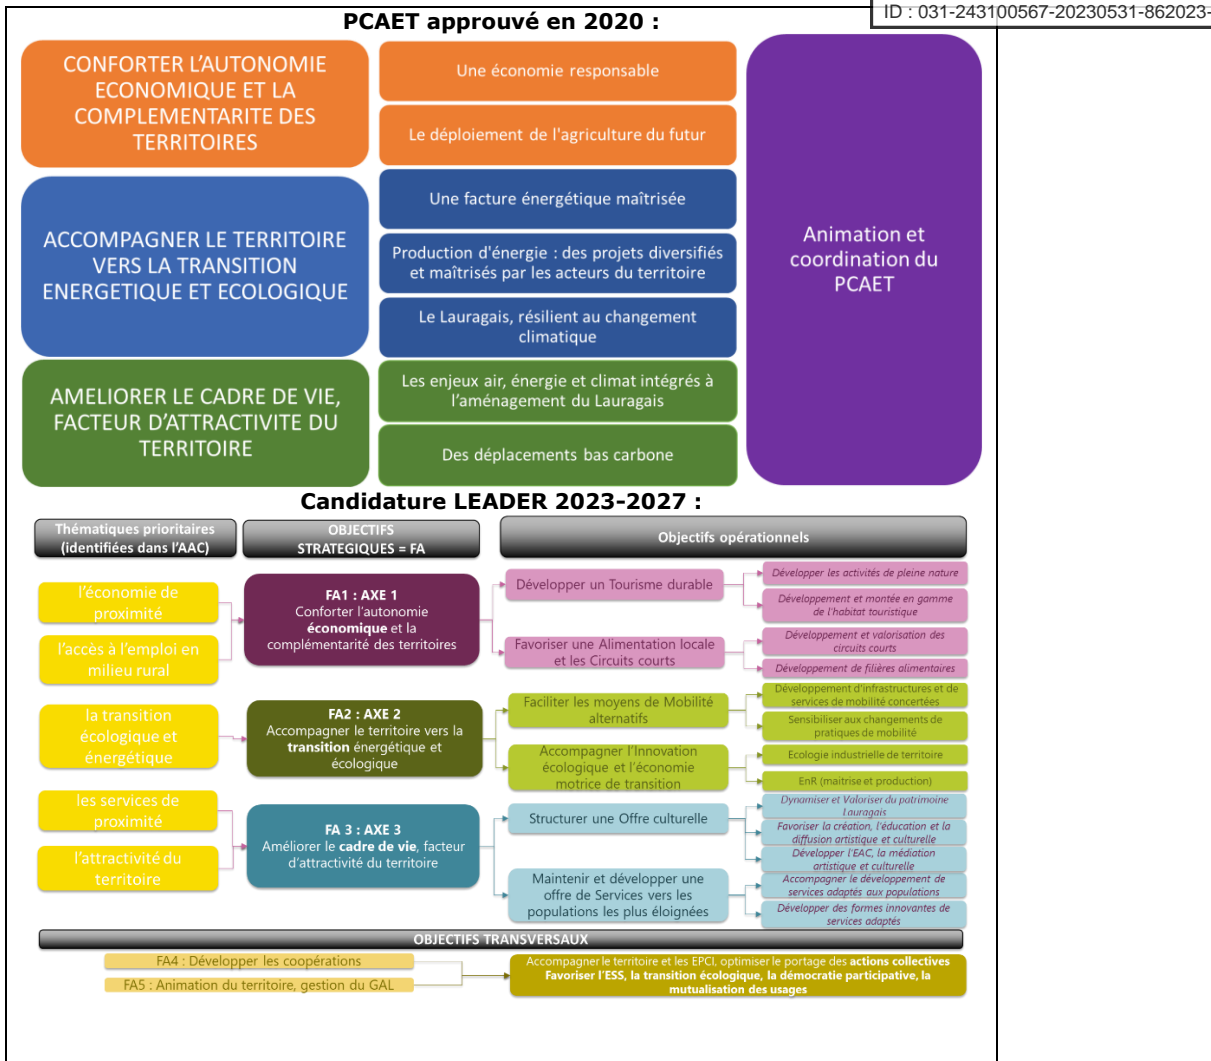 ID : 031-243100567-20230531-862023-
PCAET approuvé en 2020 :
CONFORTER L'AUTONOMIE
ECONOMIQUE ET LA
COMPLEMENTARITE DES
TERRITOIRES
Une économie responsable
Le déploiement de l'agriculture du futur
ACCOMPAGNER LE TERRITOIRE
VERS LA TRANSITION
ENERGETIQUE ET ECOLOGIQUE
Une facture énergétique maîtrisée
Production d'énergie : des projets diversifiés
et maîtrisés par les acteurs du territoire
Le Lauragais, résilient au changement
climatique
AMELIORER LE CADRE DE VIE,
FACTEUR D'ATTRACTIVITE DU
TERRITOIRE
Les enjeux air, énergie et climat intégrés à
l'aménagement du Lauragais
Des déplacements bas carbone
Animation et
coordination du
PCAET
Candidature LEADER 2023-2027 :
Thématiques prioritaires
(identifiées dans l'AAC)
OBJECTIFS
STRATEGIQUES = FA
Objectifs opérationnels
l'économie de
proximité
l'accès à l'emploi en
milieu rural
FA1 : AXE 1
Conforter l'autonomie
économique et la
complémentarité des territoires
Développer un Tourisme durable
Développer les activités de pleine nature
Développement et montée en gamme
de l'habitat touristique
Favoriser une Alimentation locale
et les Circuits courts
Développement et valorisation des
circuits courts
Développement de filières alimentaires
la transition
écologique et
énergétique
FA2 : AXE 2
Accompagner le territoire vers la
transition énergétique et
écologique
Faciliter les moyens de Mobilité
alternatifs
Développement d'infrastructures et de
services de mobilité concertées
Sensibiliser aux changements de
pratiques de mobilité
Accompagner l'Innovation
écologique et l'économie
motrice de transition
Ecologie industrielle de territoire
EnR (maitrise et production)
les services de
proximité
l'attractivité du
territoire
FA 3 : AXE 3
Améliorer le cadre de vie, facteur
d'attractivité du territoire
Structurer une Offre culturelle
Dynamiser et Valoriser du patrimoine
Lauragais
Favoriser la création, l'éducation et la
diffusion artistique et culturelle
Développer l'EAC, la médiation
artistique et culturelle
Maintenir et développer une
offre de Services vers les
populations les plus éloignées
Accompagner le développement de
services adaptés aux populations
Développer des formes innovantes de
services adaptés
OBJECTIFS TRANSVERSAUX
FA4 : Développer les coopérations
FA5 : Animation du territoire, gestion du GAL
Accompagner le territoire et les EPCI, optimiser le portage des actions collectives
Favoriser l'ESS, la transition écologique, la démocratie participative, la
mutualisation des usages